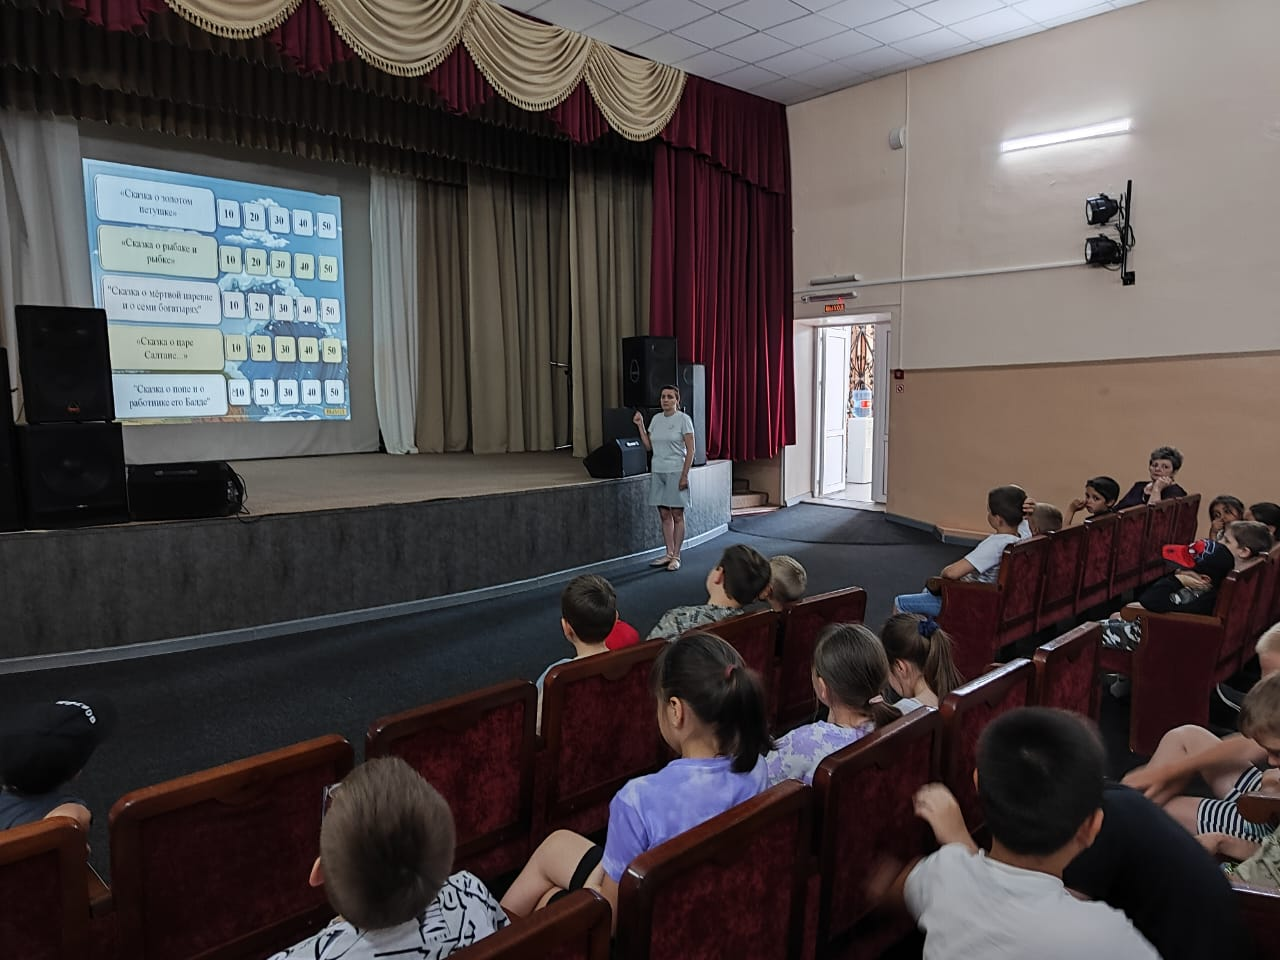 «Сказка о золотом
петушке»
10 20 30 40 50
«Сказка о рыбаке и
рыбке»
10 20 30 40 50
"Сказка о мёртвой царевне
и о семи богатырях"
10 20 30 40 50
«Сказка о царе
Салтане...»
10 20 30 40 50
"Сказка о попе и о
работнике его Балде"
10 20 30 40 50
ВЫХОД